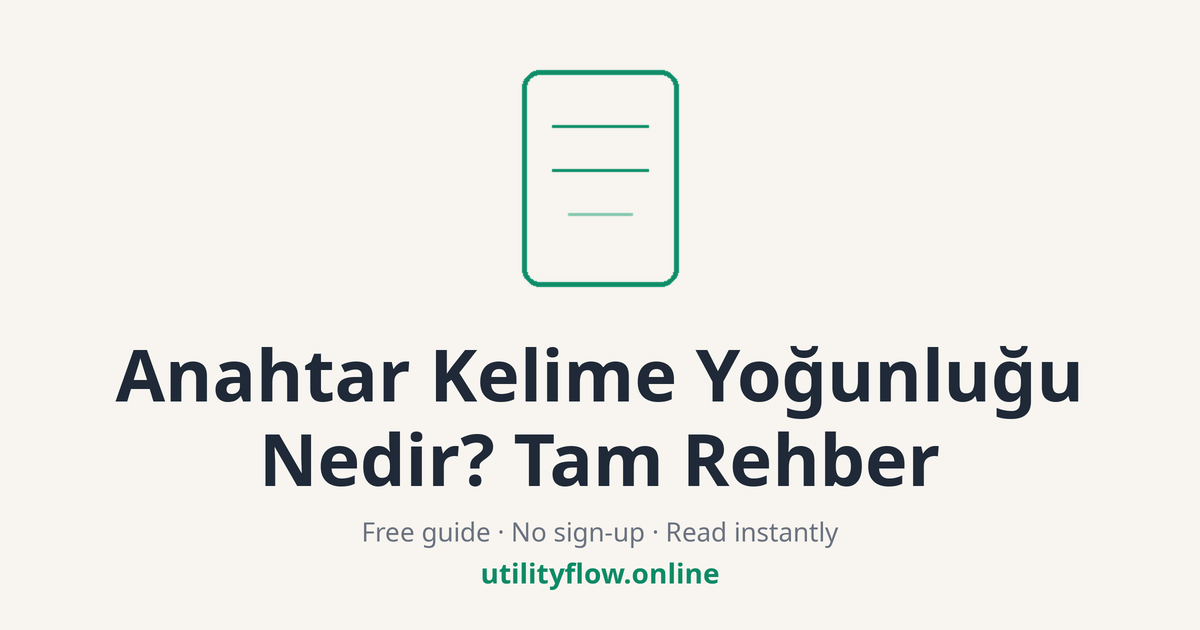 Anahtar Kelime Yoğunluğu
Nedir? Tam Rehber
Free guide · No sign-up · Read instantly
utilityflow.online